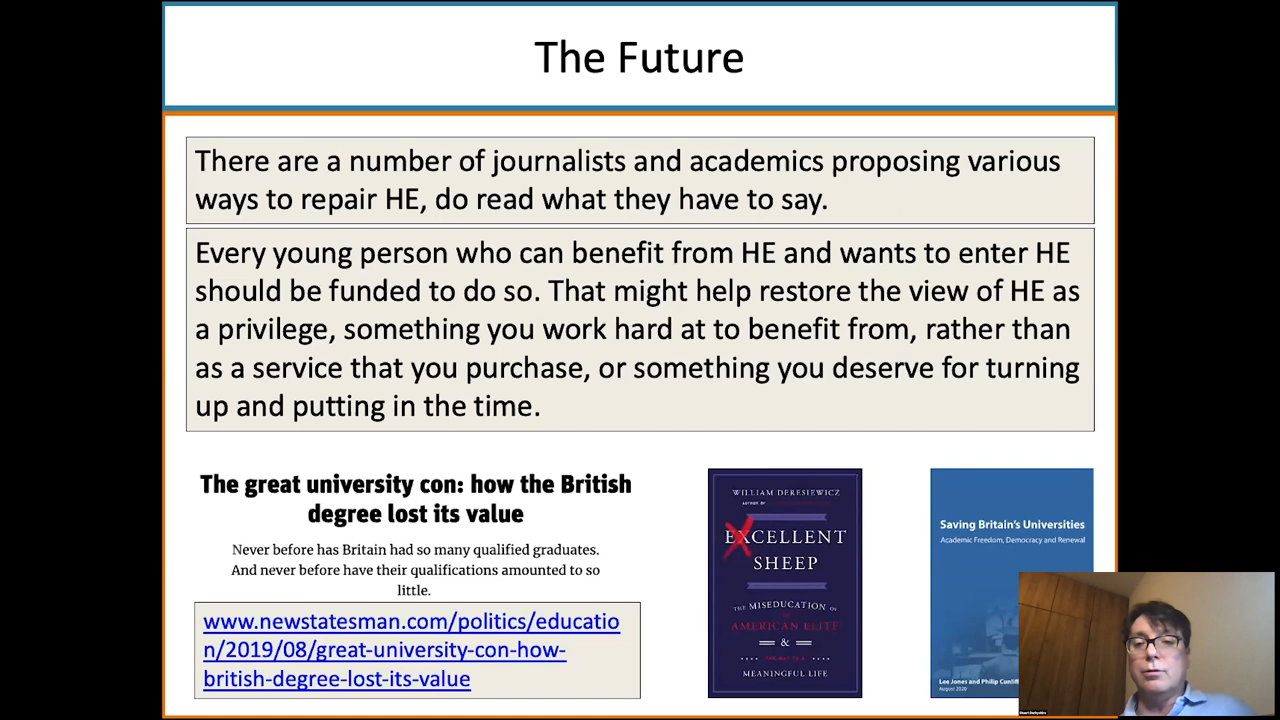 The Future
There are a number of journalists and academics proposing various
ways to repair HE, do read what they have to say.
Every young person who can benefit from HE and wants to enter HE
should be funded to do so. That might help restore the view of HE as
a privilege, something you work hard at to benefit from, rather than
as a service that you purchase, or something you deserve for turning
up and putting in the time.
The great university con: how the British
degree lost its value
Never before has Britain had so many qualified graduates.
And never before have their qualifications amounted to so
little.
www.newstatesman.com/politics/educatio
n/2019/08/great-university-con-how-
british-degree-lost-its-value
WILLIAM DERESIEWICZ
AUTHOR OF
EXCELLENT
SHEEP
THE MISEDUCATION OF
AMERICAN ELITE
&
MEANINGFUL LIFE
Saving Britain's Universities
Academic Freedom, Democracy and Renewal
Lee Jones and Philip Cunliff
August 2020